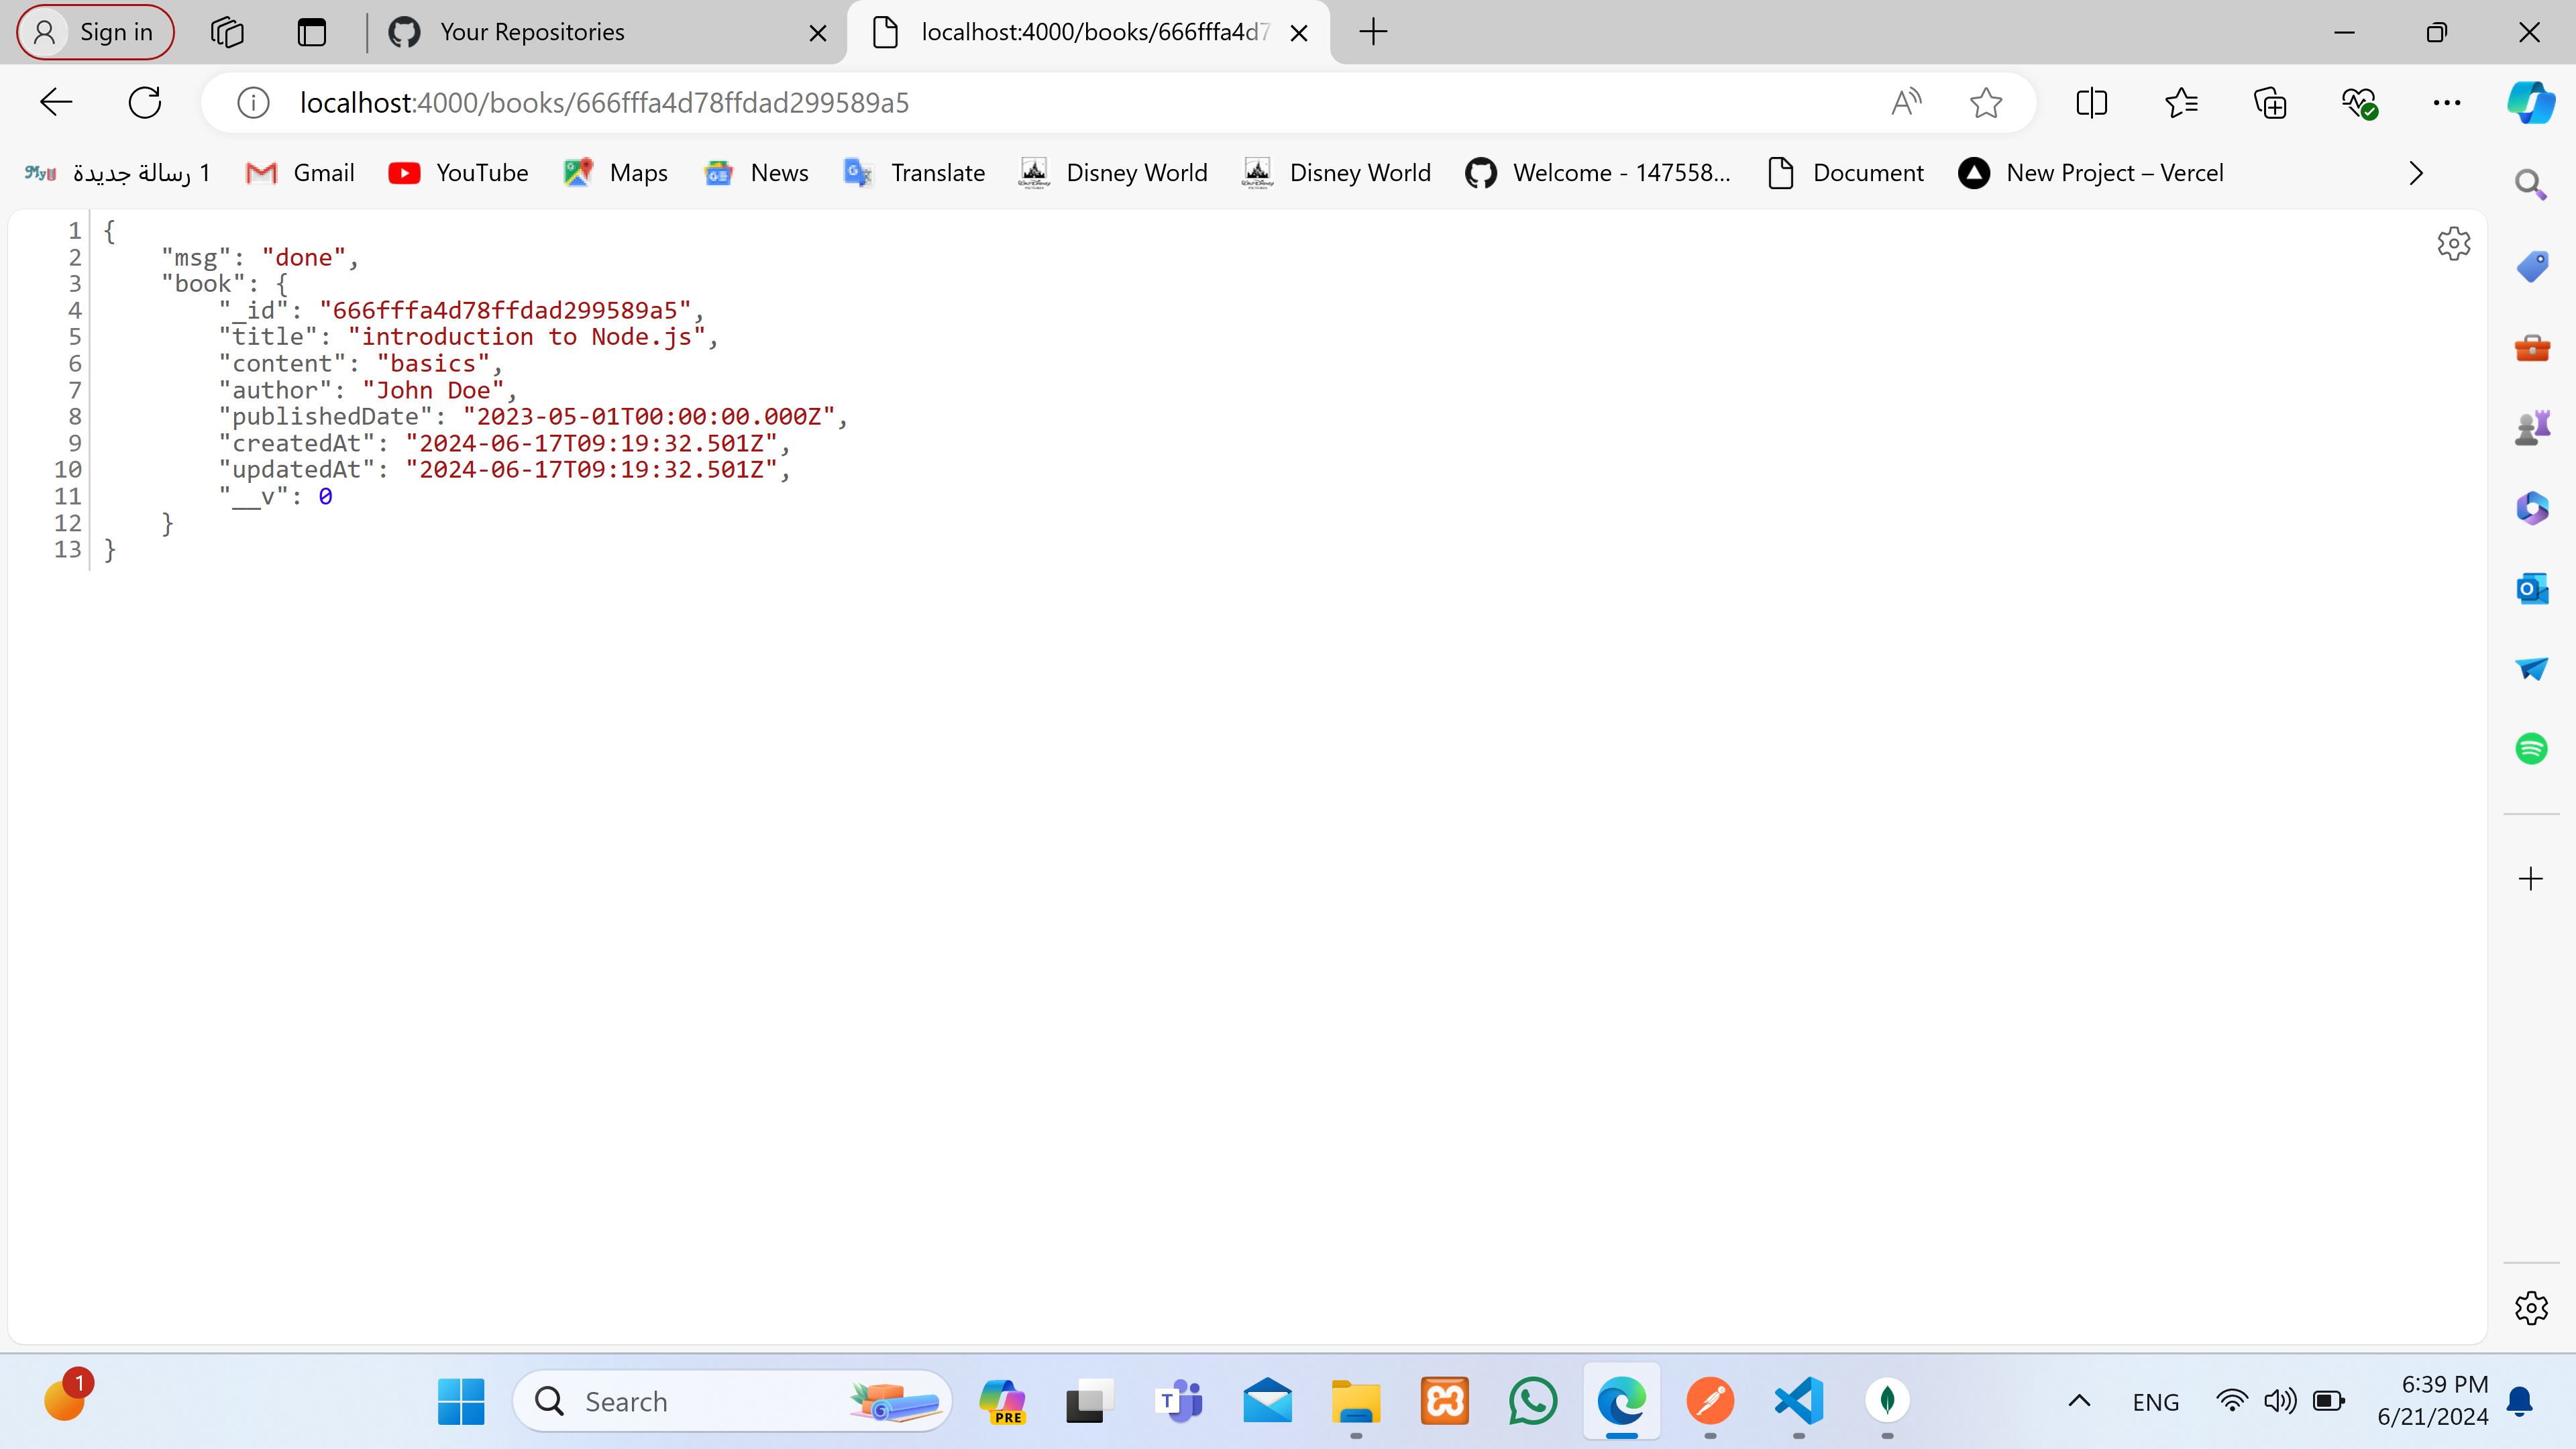 Sign in
Your Repositories
localhost:4000/books/666fffa4d7
localhost:4000/books/666fffa4d78ffdad299589a5
1 رسالة جديدة
Gmail
YouTube
Maps
News
Translate
Disney World
Disney World
Welcome - 147558...
Document
New Project – Vercel
1 {
2 "msg": "done",
3 "book": {
4 "_id": "666fffa4d78ffdad299589a5",
5 "title": "introduction to Node.js",
6 "content": "basics",
7 "author": "John Doe",
8 "publishedDate": "2023-05-01T00:00:00.000Z",
9 "createdAt": "2024-06-17T09:19:32.501Z",
10 "updatedAt": "2024-06-17T09:19:32.501Z",
11 "__v": 0
12 }
13 }
1
Search
PRE
ENG
6:39 PM
6/21/2024